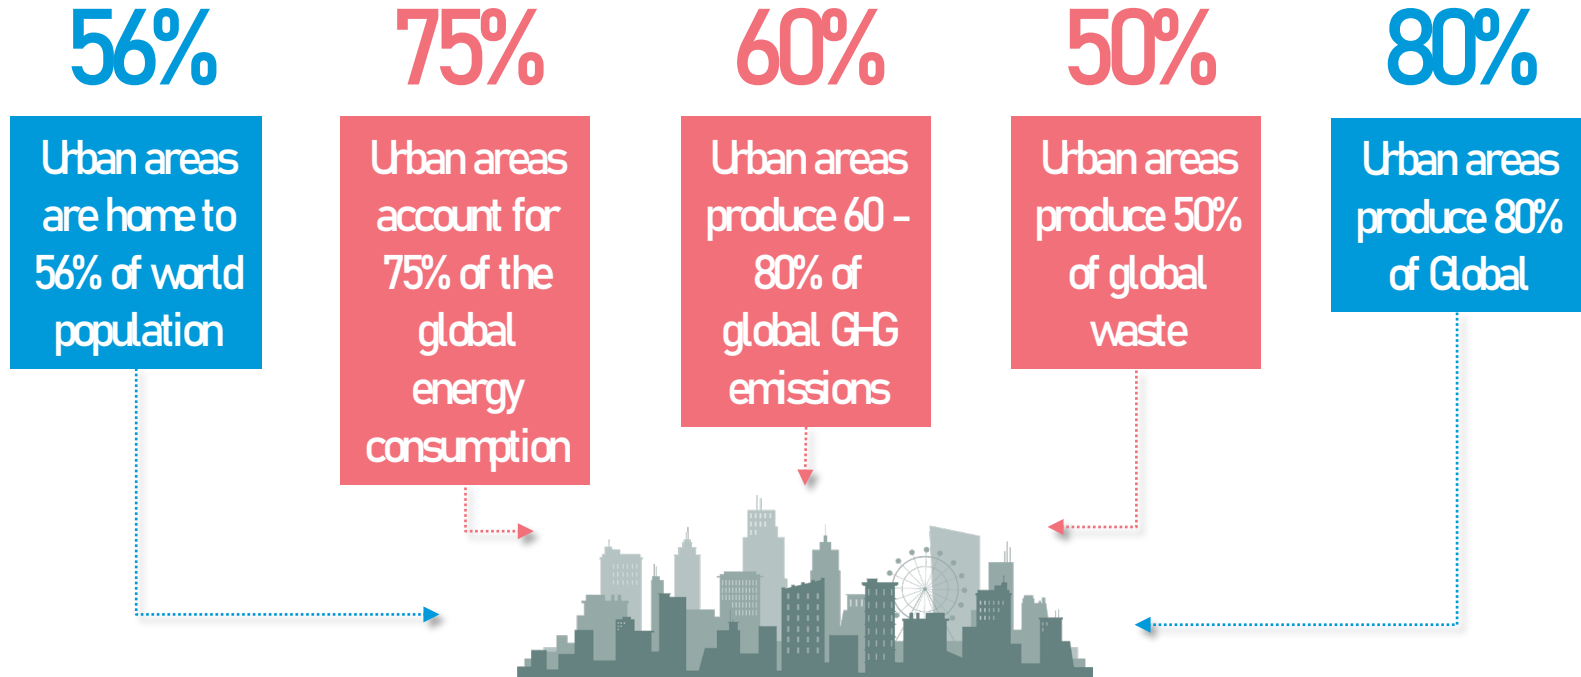 56%
75%
60%
50%
80%
Urban areas
are home to
56% of world
population
Urban areas
account for
75% of the
global
energy
consumption
Urban areas
produce 60 -
80% of
global GHG
emissions
Urban areas
produce 50%
of global
waste
Urban areas
produce 80%
of Global